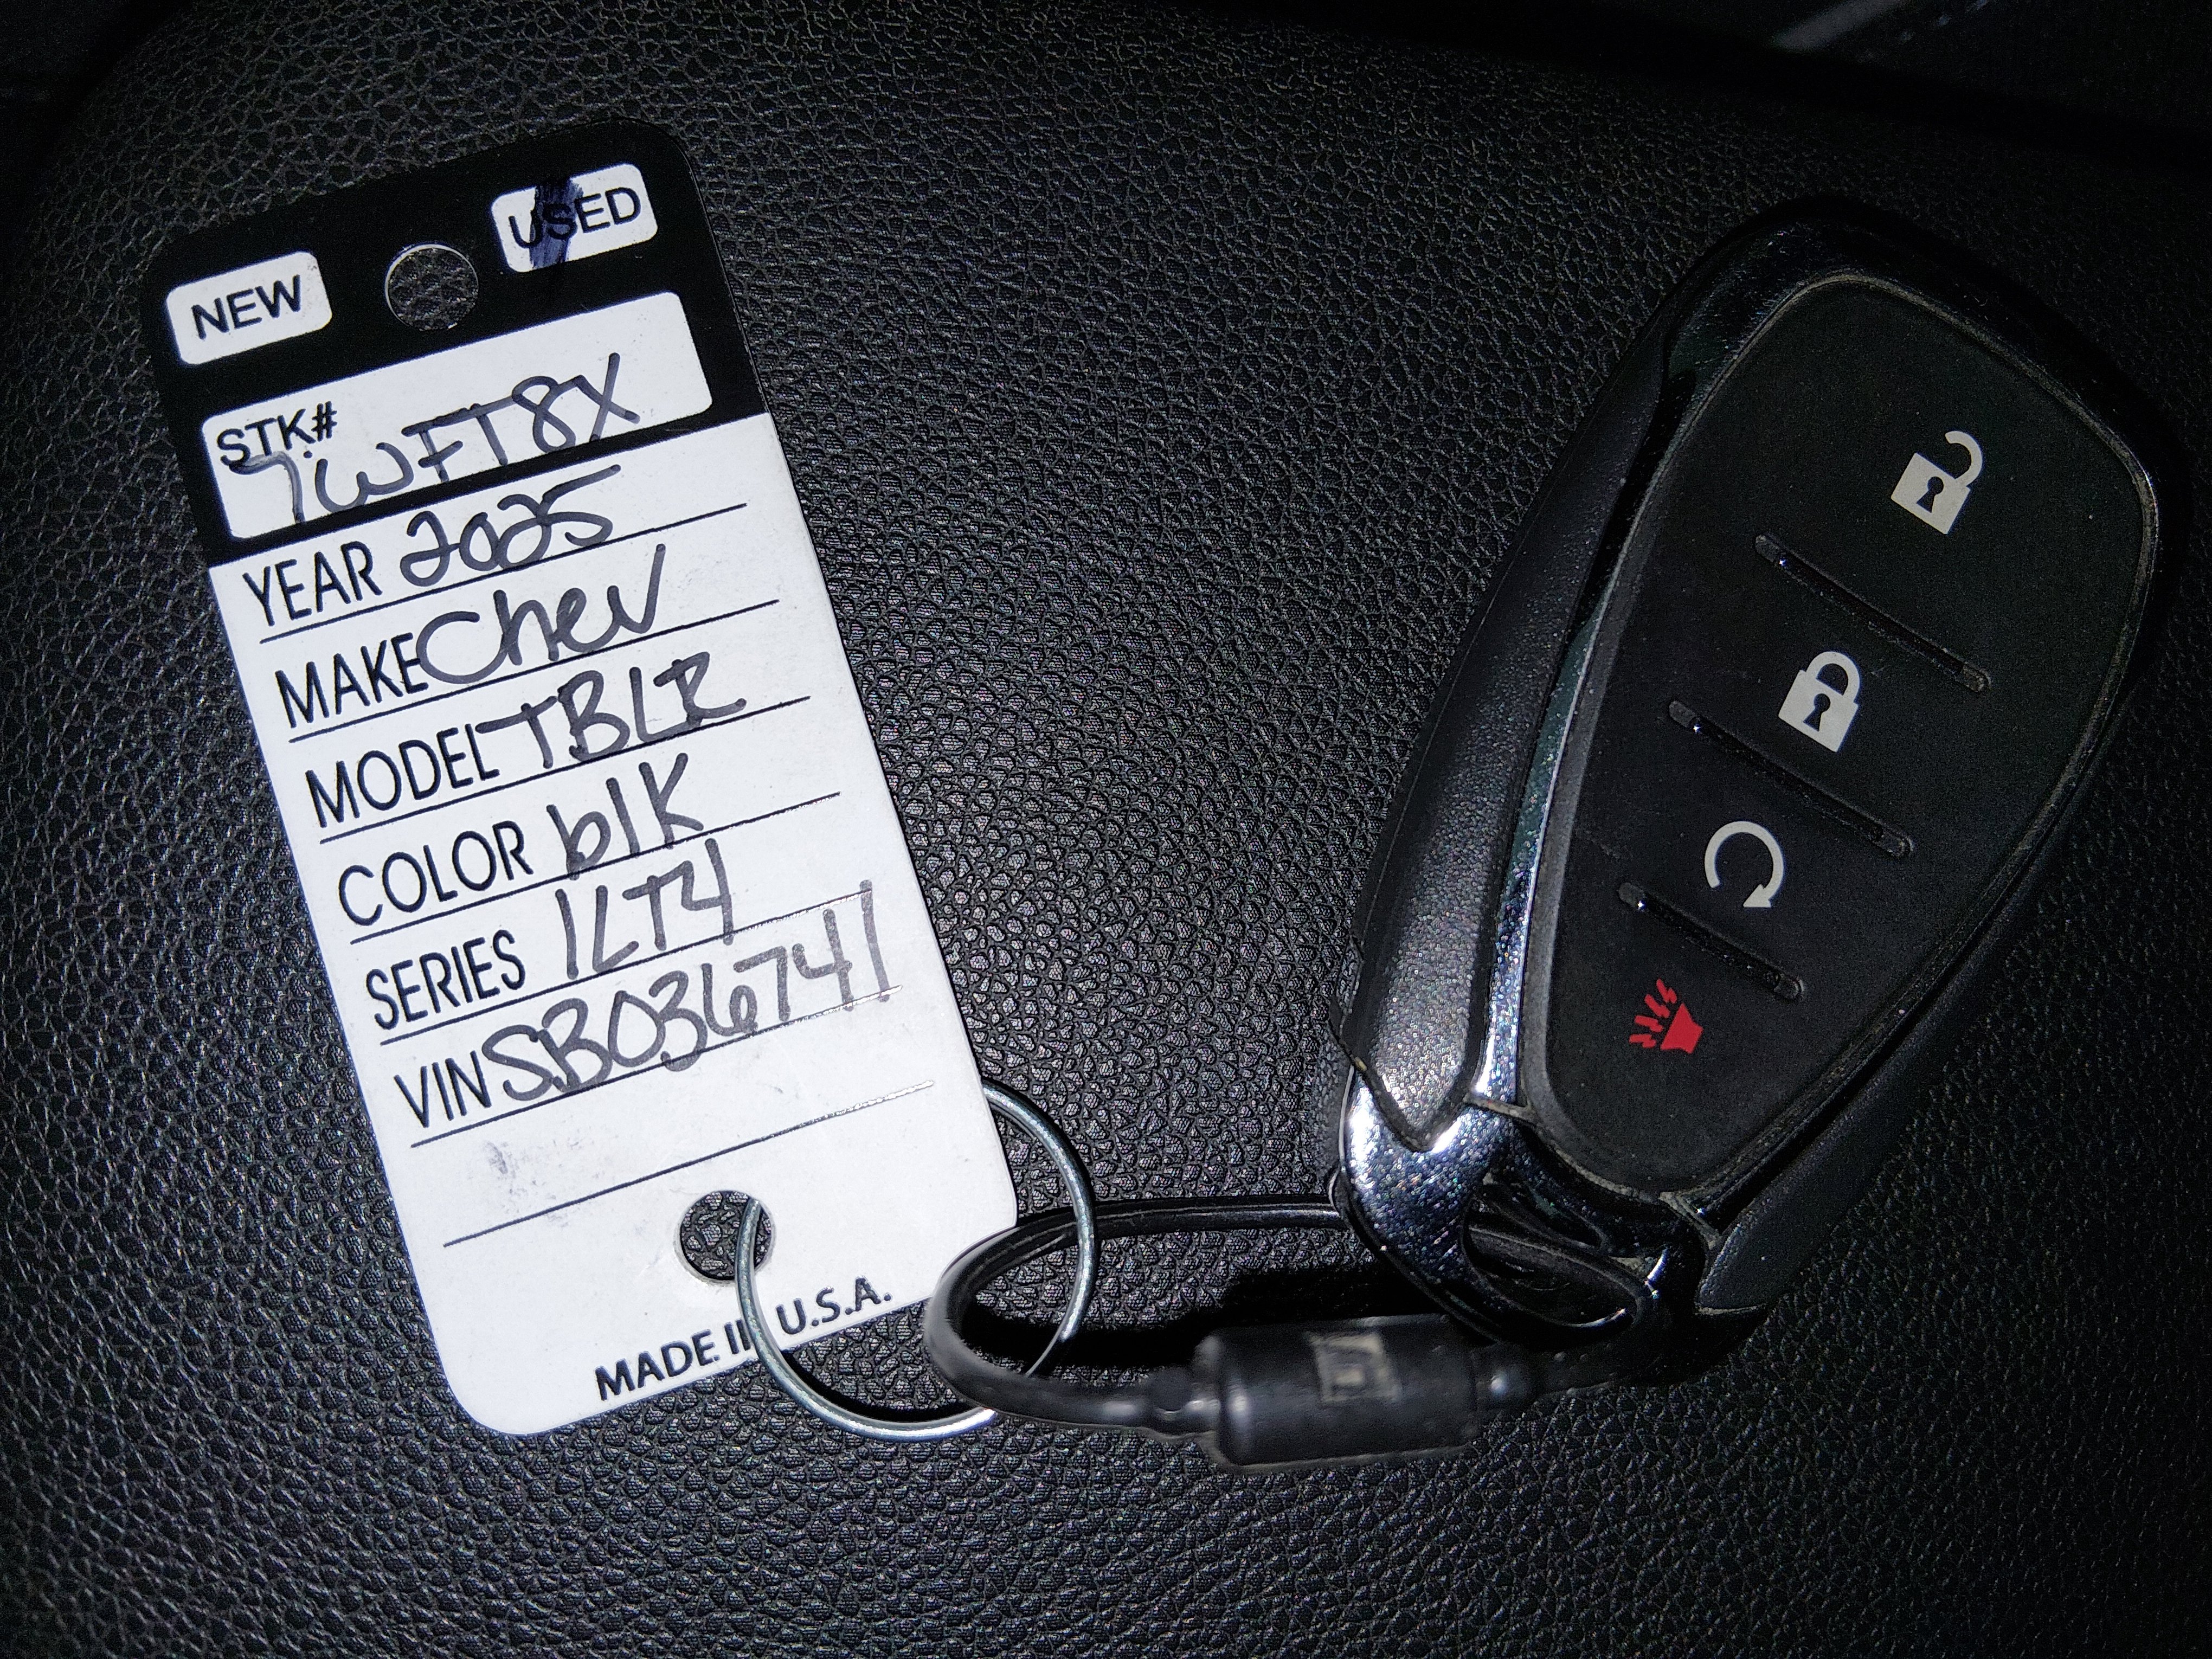 NEW USED
STK# 7WFT8X
YEAR 2025
MAKE Chev
MODEL TBLR
COLOR blK
SERIES 1LT4
VIN SB036741
MADE IN U.S.A.